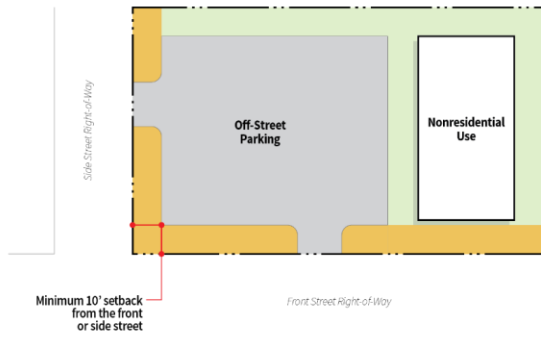 Side Street Right-of-Way
Off-Street
Parking
Nonresidential
Use
Minimum 10' setback
from the front
or side street
Front Street Right-of-Way